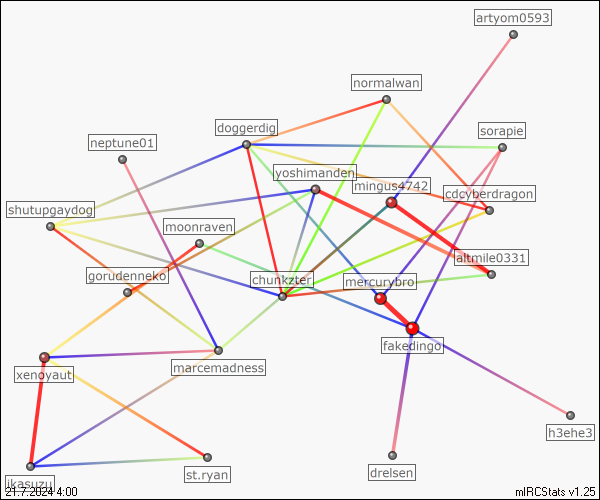 artyom0593
normalwan
doggerdig
sorapie
neptune01
yoshimanden
mingus4742
cdcyberdragon
shutupgaydog
moonraven
altmile0331
gorudenneko
chunkzter
mercurybro
fakedingo
marcemadness
xenoyaut
h3ehe3
drelsen
st.ryan
ikasuzu
21.7.2024 4:00
mIRCStats v1.25